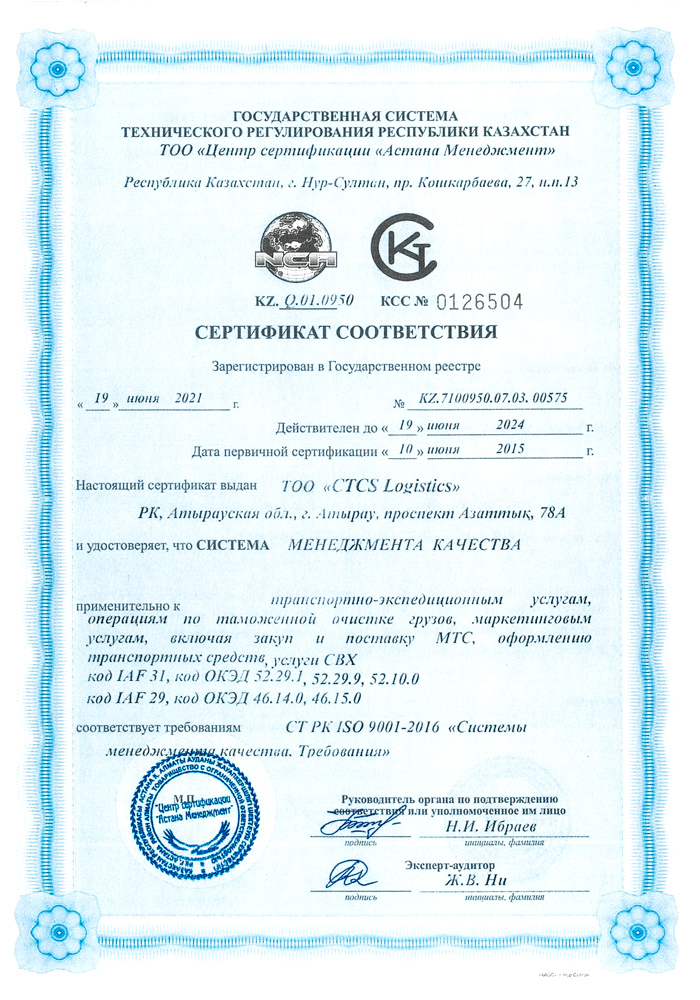 ГОСУДАРСТВЕННАЯ СИСТЕМА
ТЕХНИЧЕСКОГО РЕГУЛИРОВАНИЯ РЕСПУБЛИКИ КАЗАХСТАН
ТОО «Центр сертификации «Астана Менеджмент»
Республика Казахстан, г. Нур-Султан, пр. Кошкарбаева, 27, н.п.13
NCM
KZ. Q.01.0950 КСС № 0126504
СЕРТИФИКАТ СООТВЕТСТВИЯ
Зарегистрирован в Государственном реестре
« 19 » июня 2021 г. № KZ.7100950.07.03. 00575
Действителен до « 19 » июня 2024 г.
Дата первичной сертификации « 10 » июня 2015 г.
Настоящий сертификат выдан ТОО «CTCS Logistics»
РК, Атырауская обл., г. Атырау, проспект Азаттық, 78А
и удостоверяет, что СИСТЕМА МЕНЕДЖМЕНТА КАЧЕСТВА
применительно к транспортно-экспедиционным услугам,
операциям по таможенной очистке грузов, маркетинговым
услугам, включая закуп и поставку МТС, оформлению
транспортных средств, услуги СВХ
код IAF 31, код ОКЭД 52.29.1, 52.29.9, 52.10.0
код IAF 29, код ОКЭД 46.14.0, 46.15.0
соответствует требованиям СТ РК ISO 9001-2016 «Системы
менеджмента качества. Требования»
М.П.
"Центр сертификации
"Астана Менеджмент"
Руководитель органа по подтверждению
соответствия или уполномоченное им лицо
Н.И. Ибраев
подпись инициалы, фамилия
Эксперт-аудитор
Ж.В. Ни
подпись инициалы, фамилия